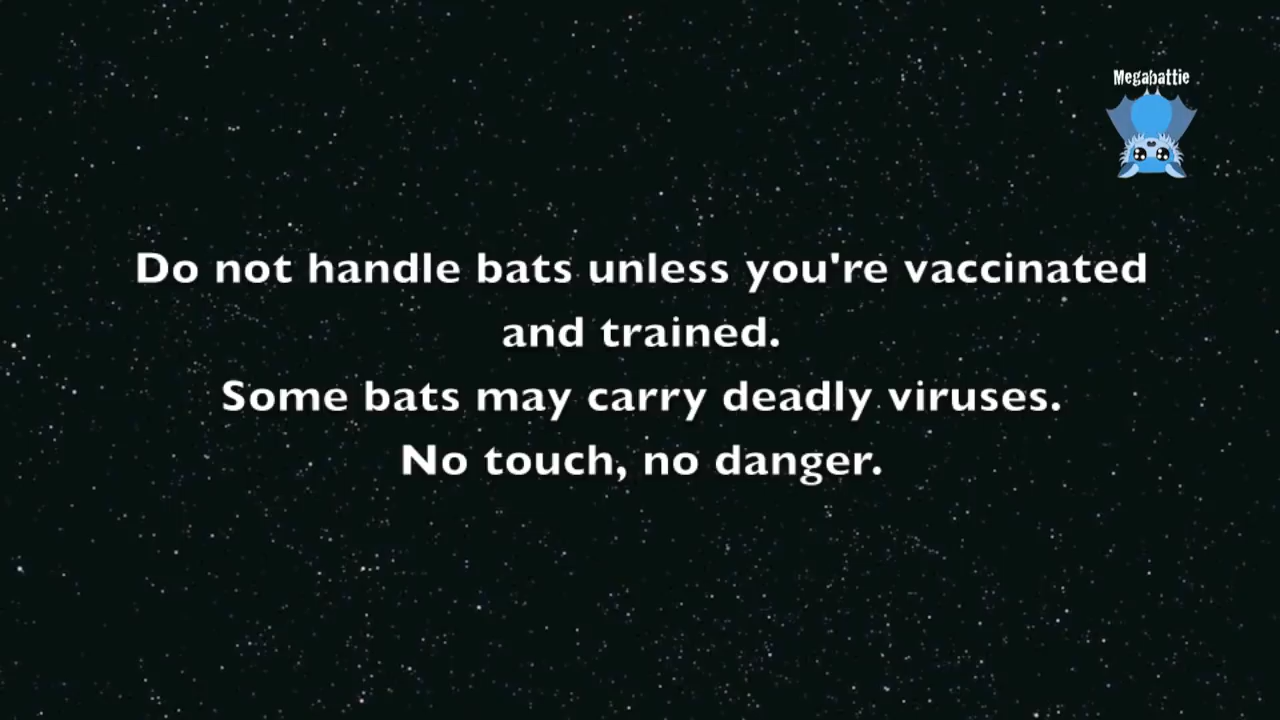 Megabattie
Do not handle bats unless you're vaccinated
and trained.
Some bats may carry deadly viruses.
No touch, no danger.